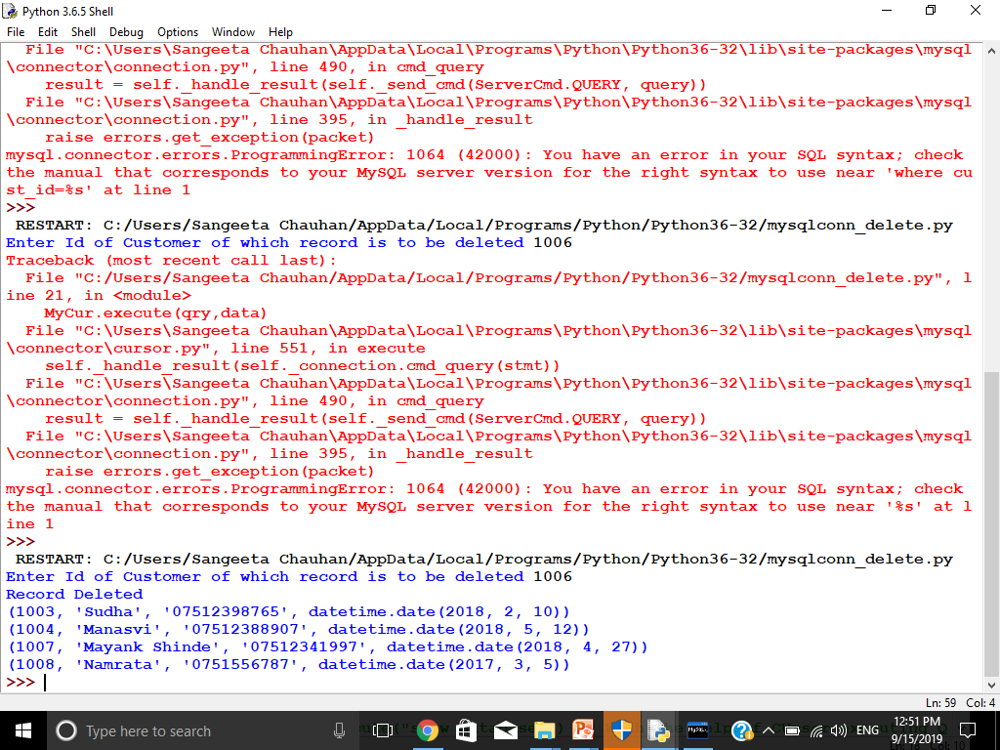 Python 3.6.5 Shell
File Edit Shell Debug Options Window Help
  File "C:\Users\Sangeeta Chauhan\AppData\Local\Programs\Python\Python36-32\lib\site-packages\mysql
\connector\connection.py", line 490, in cmd_query
    result = self._handle_result(self._send_cmd(ServerCmd.QUERY, query))
  File "C:\Users\Sangeeta Chauhan\AppData\Local\Programs\Python\Python36-32\lib\site-packages\mysql
\connector\connection.py", line 395, in _handle_result
    raise errors.get_exception(packet)
mysql.connector.errors.ProgrammingError: 1064 (42000): You have an error in your SQL syntax; check
the manual that corresponds to your MySQL server version for the right syntax to use near 'where cu
st_id=%s' at line 1
>>>
 RESTART: C:/Users/Sangeeta Chauhan/AppData/Local/Programs/Python/Python36-32/mysqlconn_delete.py
Enter Id of Customer of which record is to be deleted 1006
Traceback (most recent call last):
  File "C:/Users/Sangeeta Chauhan/AppData/Local/Programs/Python/Python36-32/mysqlconn_delete.py", l
ine 21, in <module>
    MyCur.execute(qry,data)
  File "C:\Users\Sangeeta Chauhan\AppData\Local\Programs\Python\Python36-32\lib\site-packages\mysql
\connector\cursor.py", line 551, in execute
    self._handle_result(self._connection.cmd_query(stmt))
  File "C:\Users\Sangeeta Chauhan\AppData\Local\Programs\Python\Python36-32\lib\site-packages\mysql
\connector\connection.py", line 490, in cmd_query
    result = self._handle_result(self._send_cmd(ServerCmd.QUERY, query))
  File "C:\Users\Sangeeta Chauhan\AppData\Local\Programs\Python\Python36-32\lib\site-packages\mysql
\connector\connection.py", line 395, in _handle_result
    raise errors.get_exception(packet)
mysql.connector.errors.ProgrammingError: 1064 (42000): You have an error in your SQL syntax; check
the manual that corresponds to your MySQL server version for the right syntax to use near '%s' at l
ine 1
>>>
 RESTART: C:/Users/Sangeeta Chauhan/AppData/Local/Programs/Python/Python36-32/mysqlconn_delete.py
Enter Id of Customer of which record is to be deleted 1006
Record Deleted
(1003, 'Sudha', '07512398765', datetime.date(2018, 2, 10))
(1004, 'Manasvi', '07512388907', datetime.date(2018, 5, 12))
(1007, 'Mayank Shinde', '07512341997', datetime.date(2018, 4, 27))
(1008, 'Namrata', '0751556787', datetime.date(2017, 3, 5))
>>>
Ln: 59 Col: 4
Type here to search
ENG
12:51 PM
9/15/2019